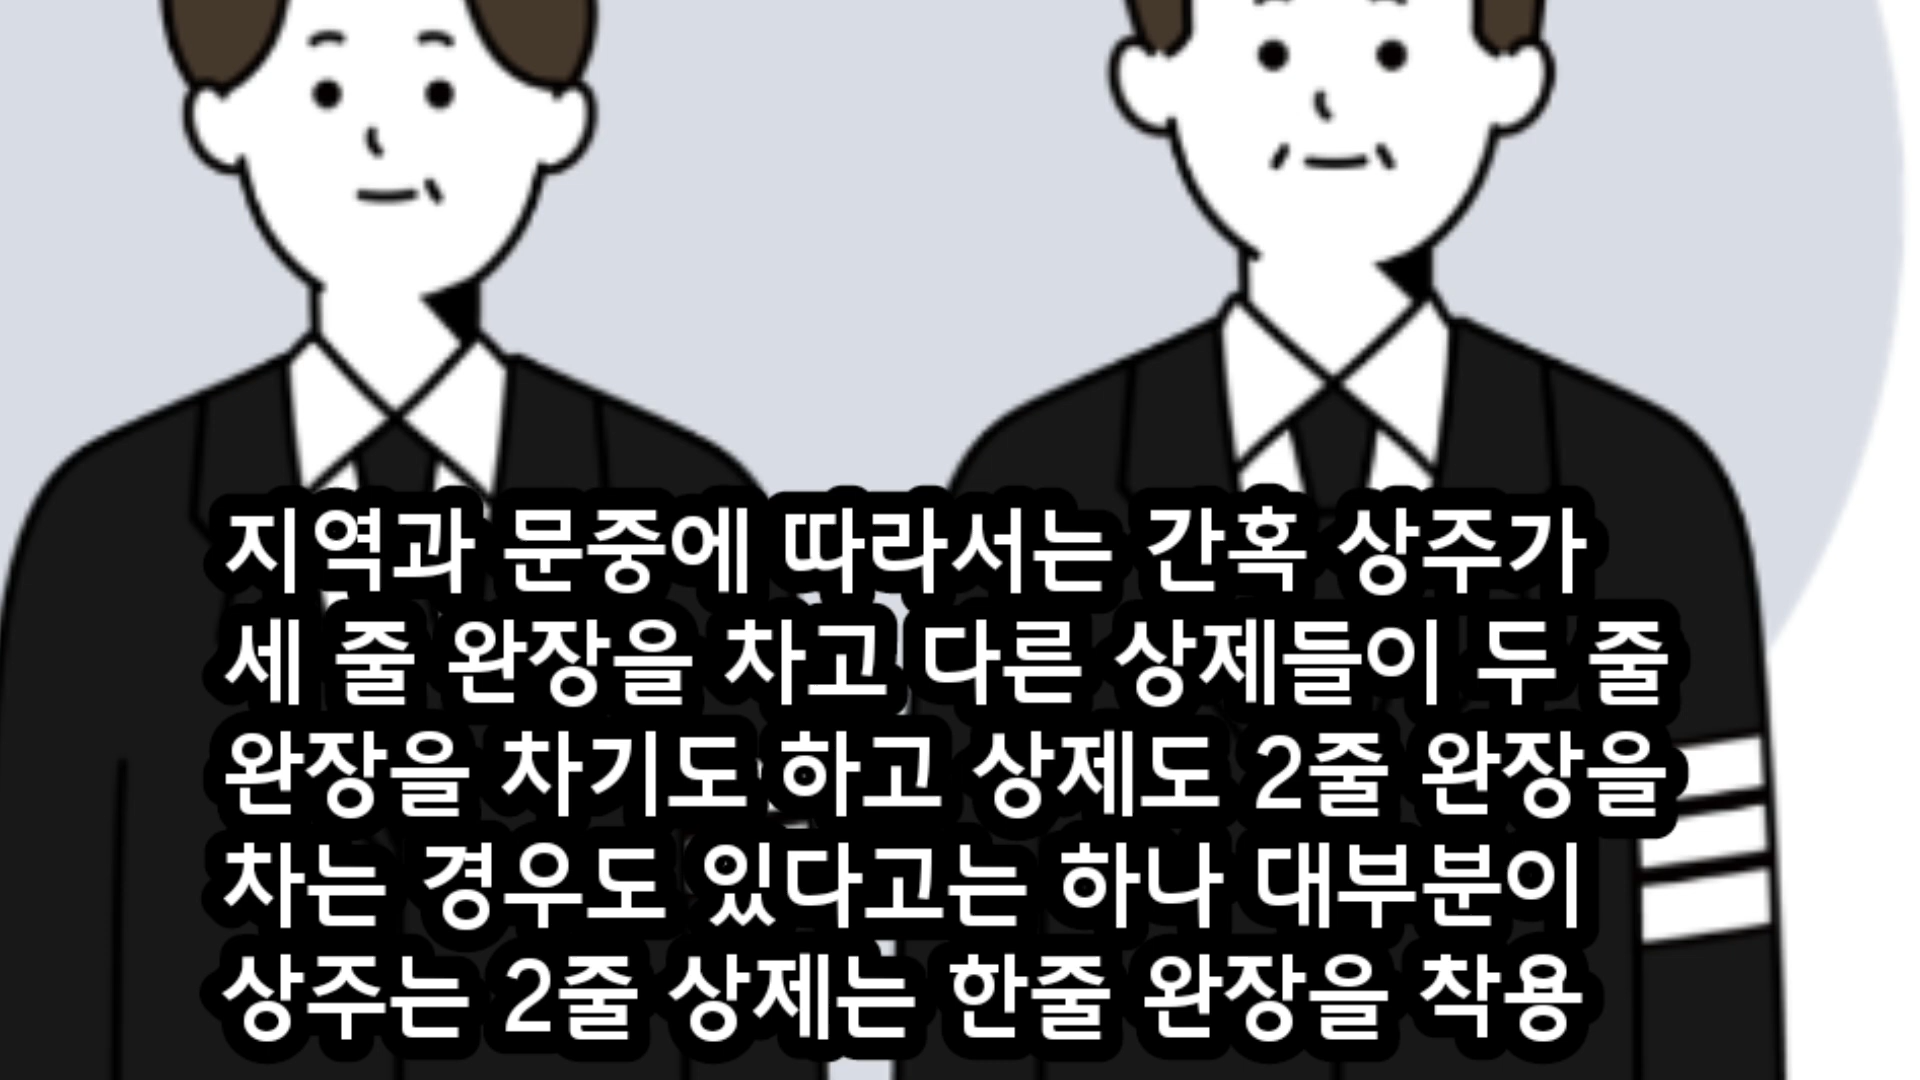 지역과 문중에 따라서는 간혹 상주가
세 줄 완장을 차고 다른 상제들이 두 줄
완장을 차기도 하고 상제도 2줄 완장을
차는 경우도 있다고는 하나 대부분이
상주는 2줄 상제는 한줄 완장을 착용